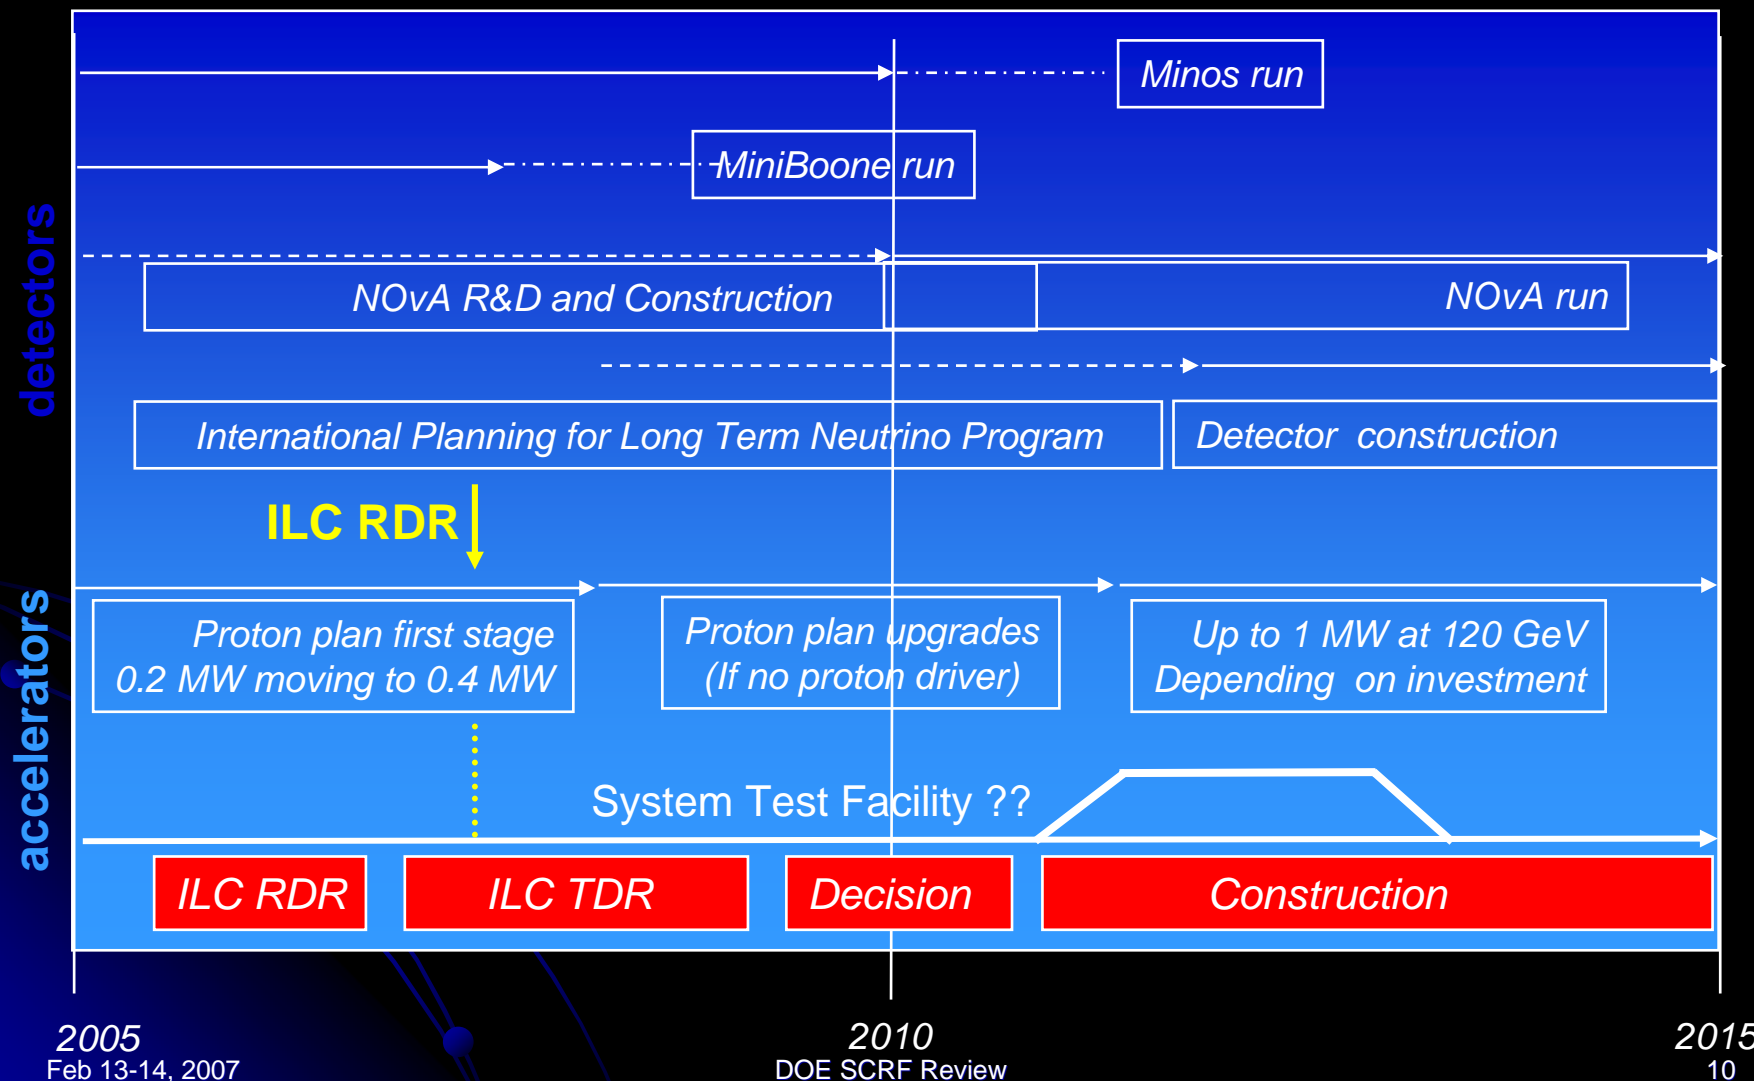 Minos run
MiniBoone run
detectors
NOvA R&D and Construction
NOvA run
International Planning for Long Term Neutrino Program
Detector construction
ILC RDR
accelerators
Proton plan first stage
0.2 MW moving to 0.4 MW
Proton plan upgrades
(If no proton driver)
Up to 1 MW at 120 GeV
Depending on investment
System Test Facility ??
ILC RDR
ILC TDR
Decision
Construction
2005
2010
2015
Feb 13-14, 2007
DOE SCRF Review
10